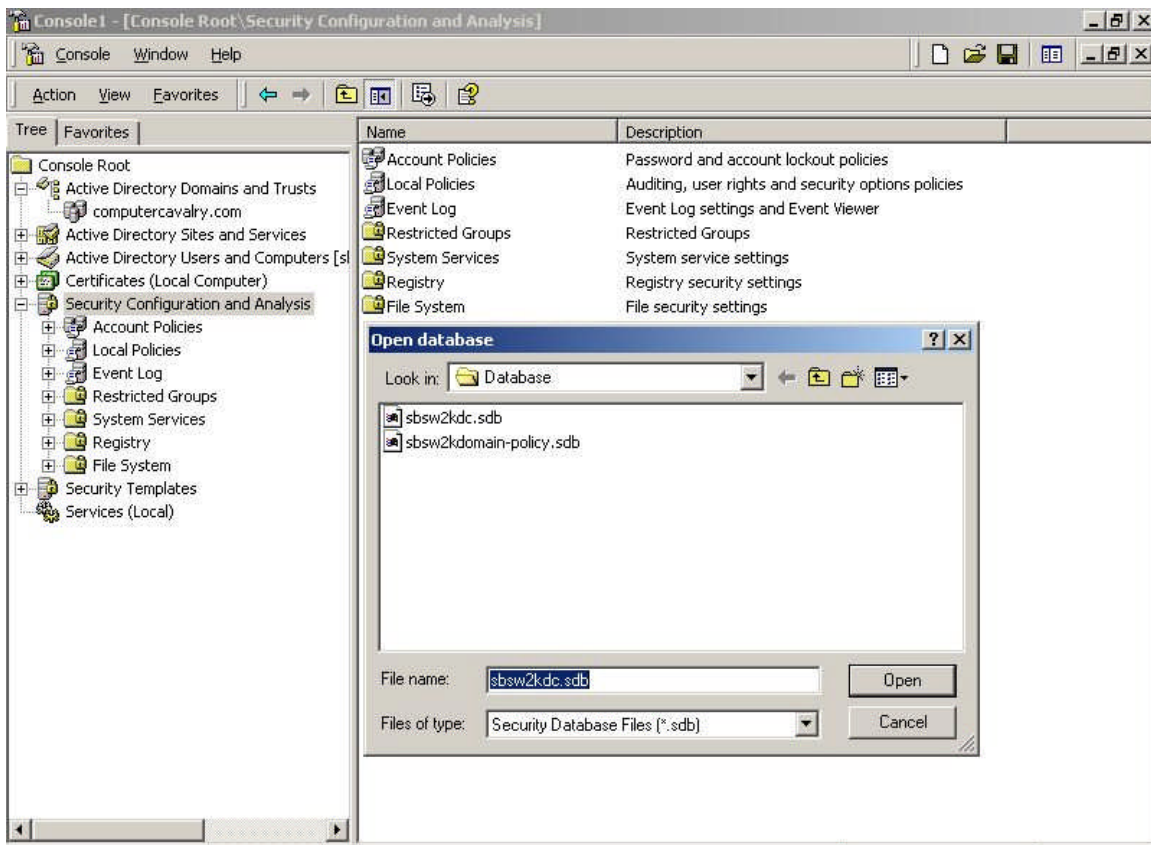 Console1 - [Console Root\Security Configuration and Analysis]
Console Window Help
Action View Favorites
Tree Favorites
Console Root
Active Directory Domains and Trusts
computercavalry.com
Active Directory Sites and Services
Active Directory Users and Computers [sl
Certificates (Local Computer)
Security Configuration and Analysis
Account Policies
Local Policies
Event Log
Restricted Groups
System Services
Registry
File System
Security Templates
Services (Local)
Name Description
Account Policies Password and account lockout policies
Local Policies Auditing, user rights and security options policies
Event Log Event Log settings and Event Viewer
Restricted Groups Restricted Groups
System Services System service settings
Registry Registry security settings
File System File security settings
Open database
Look in: Database
sbsw2kdc.sdb
sbsw2kdomain-policy.sdb
File name: sbsw2kdc.sdb Open
Files of type: Security Database Files (*.sdb) Cancel